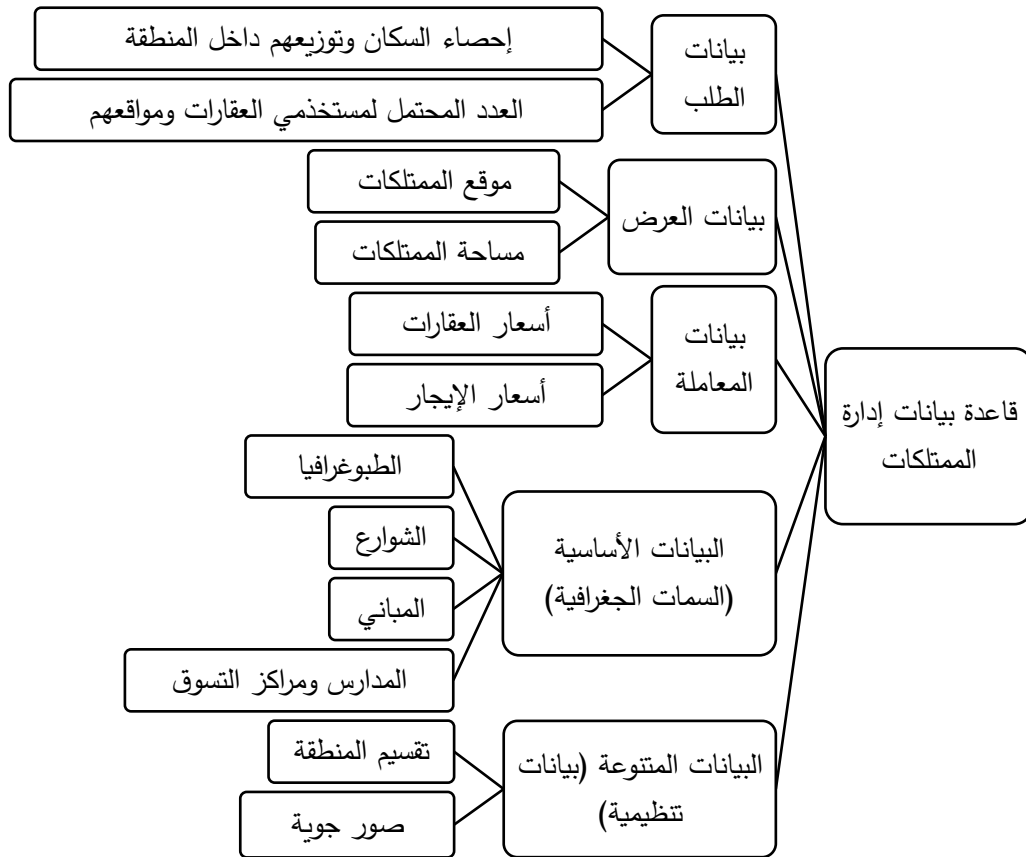 قاعدة بيانات إدارة
الممتلكات
بيانات
الطلب
إحصاء السكان وتوزيعهم داخل المنطقة
العدد المحتمل لمستخذمي العقارات ومواقعهم
بيانات العرض
موقع الممتلكات
مساحة الممتلكات
بيانات
المعاملة
أسعار العقارات
أسعار الإيجار
البيانات الأساسية
(السمات الجغرافية)
الطبوغرافيا
الشوارع
المباني
المدارس ومراكز التسوق
البيانات المتنوعة (بيانات
تنظيمية)
تقسيم المنطقة
صور جوية